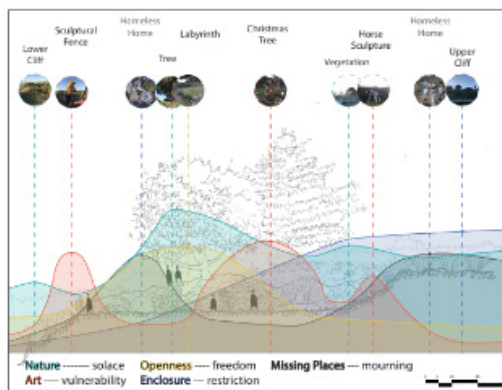 Homeless
Home
Christmas
Tree
Homeless
Home
Sculptural
Fence
Labyrinth
Horse
Sculpture
Lower
Cliff
Tree
Vegetation
Upper
Cliff
Nature -------- solace
Openness ---- freedom
Missing Places --- mourning
Art ---- vulnerability
Enclosure ---- restriction